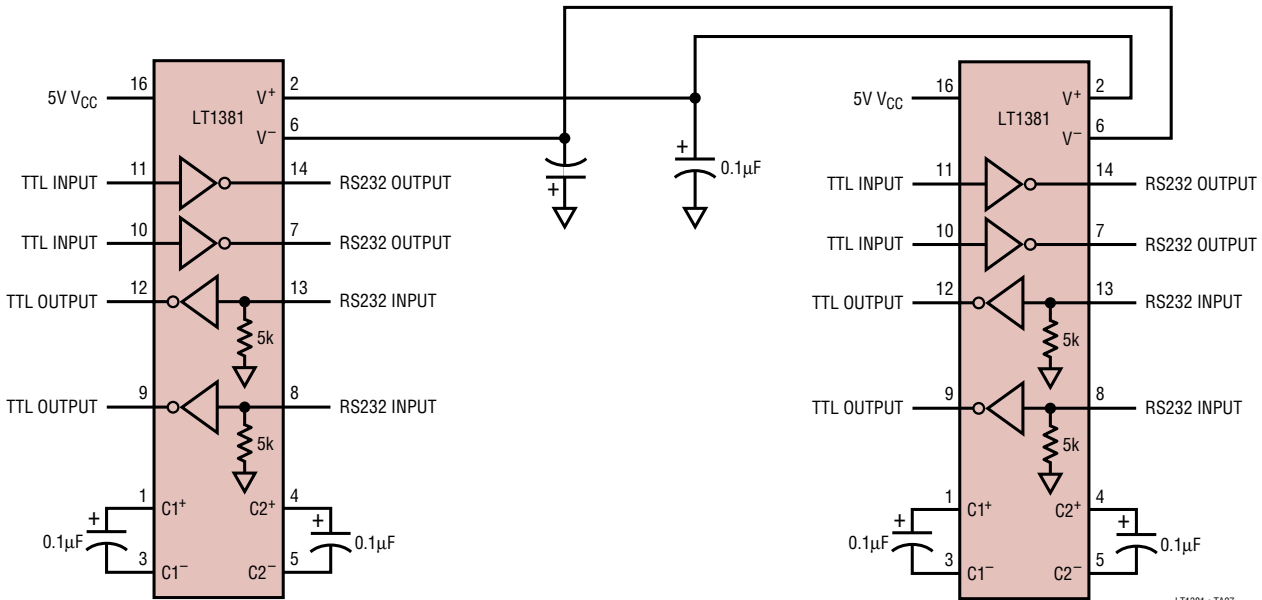 16
5V VCC
LT1381
V+
2
V–
6
11
TTL INPUT
14
RS232 OUTPUT
10
TTL INPUT
7
RS232 OUTPUT
12
TTL OUTPUT
13
RS232 INPUT
5k
9
TTL OUTPUT
8
RS232 INPUT
5k
1
C1+
C2+
4
+
0.1µF
+
0.1µF
3
C1–
C2–
5
+
+
0.1µF
16
5V VCC
LT1381
V+
2
V–
6
11
TTL INPUT
14
RS232 OUTPUT
10
TTL INPUT
7
RS232 OUTPUT
12
TTL OUTPUT
13
RS232 INPUT
5k
9
TTL OUTPUT
8
RS232 INPUT
5k
1
C1+
C2+
4
+
0.1µF
+
0.1µF
3
C1–
C2–
5